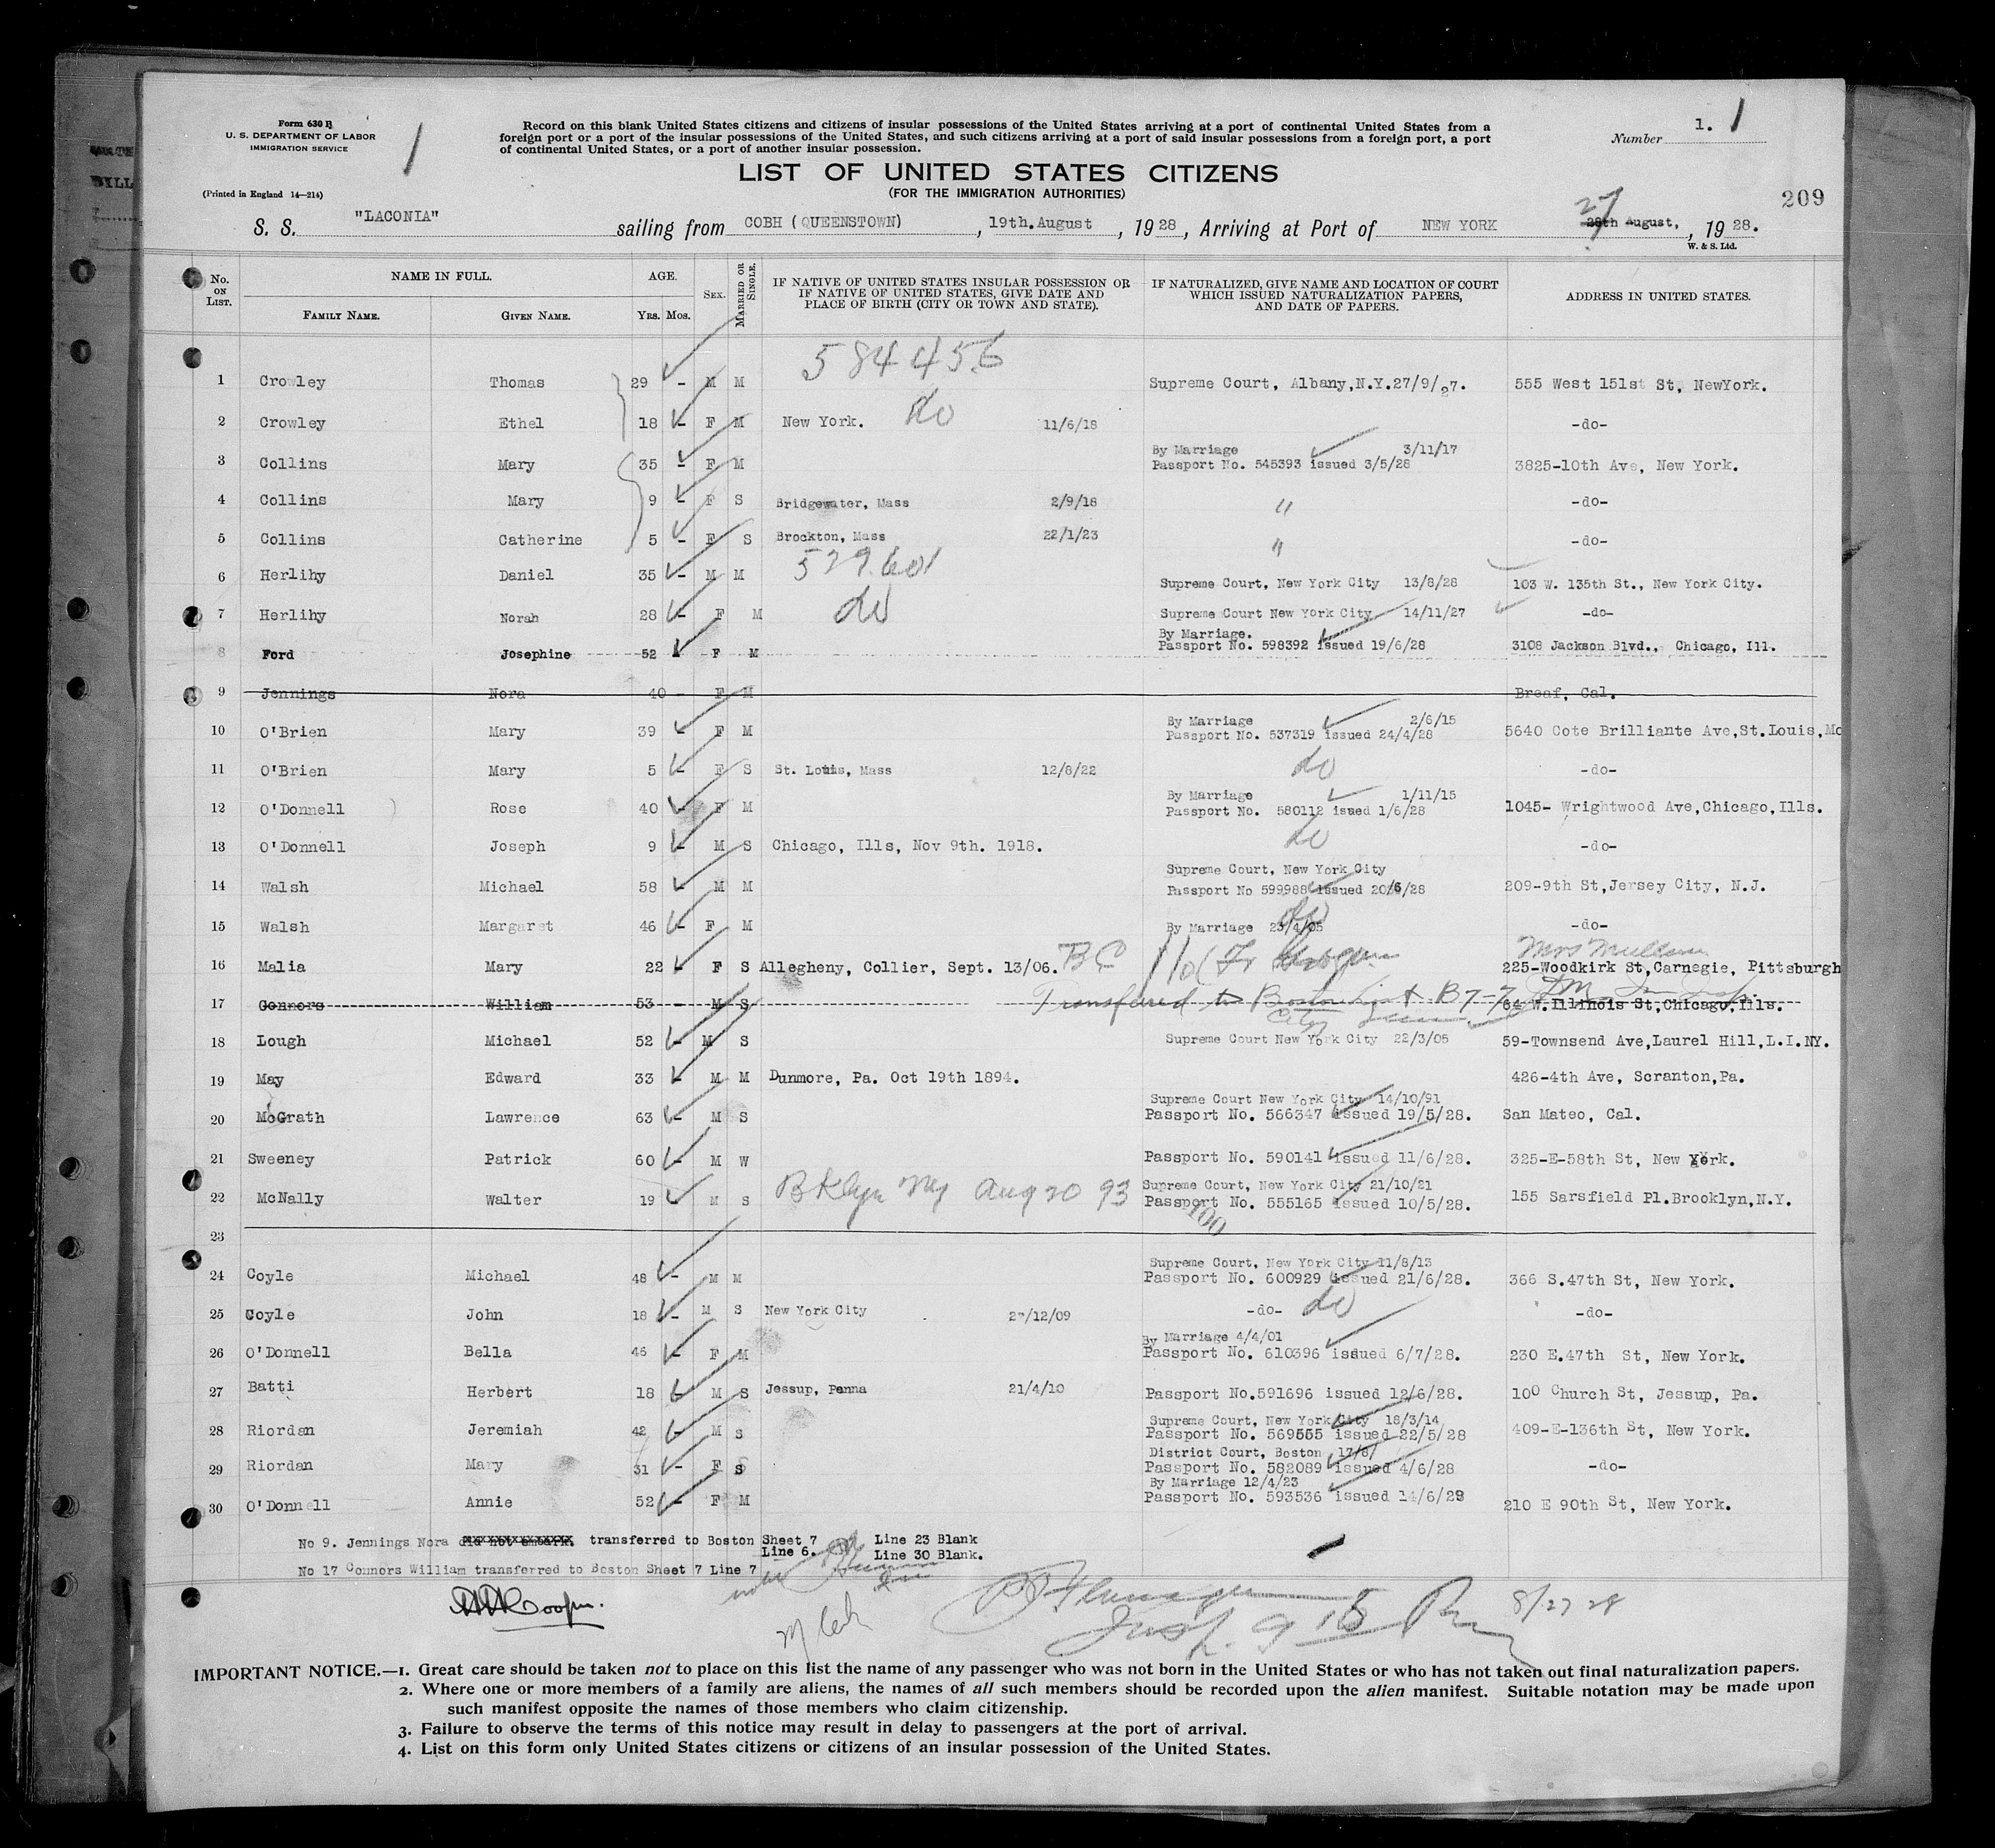 Form 630 B
U. S. DEPARTMENT OF LABOR
IMMIGRATION SERVICE
Record on this blank United States citizens and citizens of insular possessions of the United States arriving at a port of continental United States from a
foreign port or a port of the insular possessions of the United States, and such citizens arriving at a port of said insular possessions from a foreign port, a port
of continental United States, or a port of another insular possession.
Number 1. 1
LIST OF UNITED STATES CITIZENS
(FOR THE IMMIGRATION AUTHORITIES)
(Printed in England 14—214)
209
S. S. "LACONIA" sailing from COBH (QUEENSTOWN), 19th.August, 1928, Arriving at Port of NEW YORK 27 28th August, 1928.
W. & S. Ltd.
No. ON LIST. NAME IN FULL. FAMILY NAME. GIVEN NAME. AGE. YRS. MOS. SEX. MARRIED OR SINGLE. IF NATIVE OF UNITED STATES INSULAR POSSESSION OR IF NATIVE OF UNITED STATES, GIVE DATE AND PLACE OF BIRTH (CITY OR TOWN AND STATE). IF NATURALIZED, GIVE NAME AND LOCATION OF COURT WHICH ISSUED NATURALIZATION PAPERS, AND DATE OF PAPERS. ADDRESS IN UNITED STATES.
584456
1 Crowley Thomas 29 - M M Supreme Court, Albany,N.Y.27/9/27. 555 West 151st St, NewYork.
2 Crowley Ethel 18 - F M New York. do 11/6/18 -do-
By Marriage 3/11/17
3 Collins Mary 35 - F M Passport No. 545393 issued 3/5/28 3825-10th Ave, New York.
4 Collins Mary 9 - F S Bridgewater, Mass 2/9/18 " -do-
5 Collins Catherine 5 - F S Brockton, Mass 22/1/23 " -do-
6 Herlihy Daniel 35 - M M 529601 Supreme Court, New York City 13/8/28 103 W. 135th St., New York City.
7 Herlihy Norah 28 - F M do Supreme Court New York City 14/11/27 -do-
By Marriage.
8 Ford Josephine 52 F M Passport No. 598392 issued 19/6/28 3108 Jackson Blvd., Chicago, Ill.
9 Jennings Nora 40 - F M Breaf, Cal.
By Marriage 2/6/15
10 O'Brien Mary 39 F M Passport No. 537319 issued 24/4/28 5640 Cote Brilliante Ave,St.Louis,Mo
11 O'Brien Mary 5 - F S St. Louis, Mass 12/8/22 do -do-
By Marriage 1/11/15
12 O'Donnell Rose 40 - F M Passport No. 580112 issued 1/6/28 1045- Wrightwood Ave,Chicago,Ills.
13 O'Donnell Joseph 9 - M S Chicago, Ills, Nov 9th. 1918. do -do-
Supreme Court, New York City
14 Walsh Michael 58 - M M Passport No 599988 issued 20/6/28 209-9th St,Jersey City, N.J.
15 Walsh Margaret 46 - F M By Marriage 23/4/05 do -do-
16 Malia Mary 22 - F S Allegheny, Collier, Sept. 13/06. BC Mrs 225-Woodkirk St,Carnegie, Pittsburgh
17 Connors William 53 - M S Transferred to Boston List B7-7 64 W.Illinois St,Chicago,Ills.
18 Lough Michael 52 - M S Supreme Court New York City 22/3/05 59-Townsend Ave,Laurel Hill,L.I.NY.
19 May Edward 33 - M M Dunmore, Pa. Oct 19th 1894. 426-4th Ave, Scranton,Pa.
Supreme Court New York City 14/10/91
20 McGrath Lawrence 63 - M S Passport No. 566347 issued 19/5/28. San Mateo, Cal.
21 Sweeney Patrick 60 - M W Passport No. 590141 issued 11/6/28. 325-E-58th St, New York.
Supreme Court, New York City 21/10/21
22 McNally Walter 19 M S Bklyn Ny Aug 20 93 Passport No. 555165 issued 10/5/28. 155 Sarsfield Pl.Brooklyn,N.Y.
100
23
Supreme Court, New York City 11/8/13
24 Coyle Michael 48 - M M Passport No. 600929 issued 21/6/28. 366 S.47th St, New York.
25 Coyle John 18 - M S New York City 27/12/09 -do- do -do-
By Marriage 4/4/01
26 O'Donnell Bella 46 - F M Passport No. 610396 issued 6/7/28. 230 E.47th St, New York.
27 Batti Herbert 18 - M S Jessup, Penna 21/4/10 Passport No.591696 issued 12/6/28. 100 Church St, Jessup, Pa.
Supreme Court, New York City 18/3/14
28 Riordan Jeremiah 42 - M S Passport No. 569555 issued 22/5/28 409-E-136th St, New York.
District Court, Boston 17/8/
29 Riordan Mary 31 - F S Passport No. 582089 issued 4/6/28 -do-
By Marriage 12/4/23
30 O'Donnell Annie 52 - F M Passport No. 593536 issued 14/6/28 210 E 90th St, New York.
No 9. Jennings Nora did not embark. transferred to Boston Sheet 7 Line 6. Line 23 Blank
Line 30 Blank.
No 17 Connors William transferred to Boston Sheet 7 Line 7
8/27 28
IMPORTANT NOTICE.—1. Great care should be taken not to place on this list the name of any passenger who was not born in the United States or who has not taken out final naturalization papers.
2. Where one or more members of a family are aliens, the names of all such members should be recorded upon the alien manifest. Suitable notation may be made upon
such manifest opposite the names of those members who claim citizenship.
3. Failure to observe the terms of this notice may result in delay to passengers at the port of arrival.
4. List on this form only United States citizens or citizens of an insular possession of the United States.